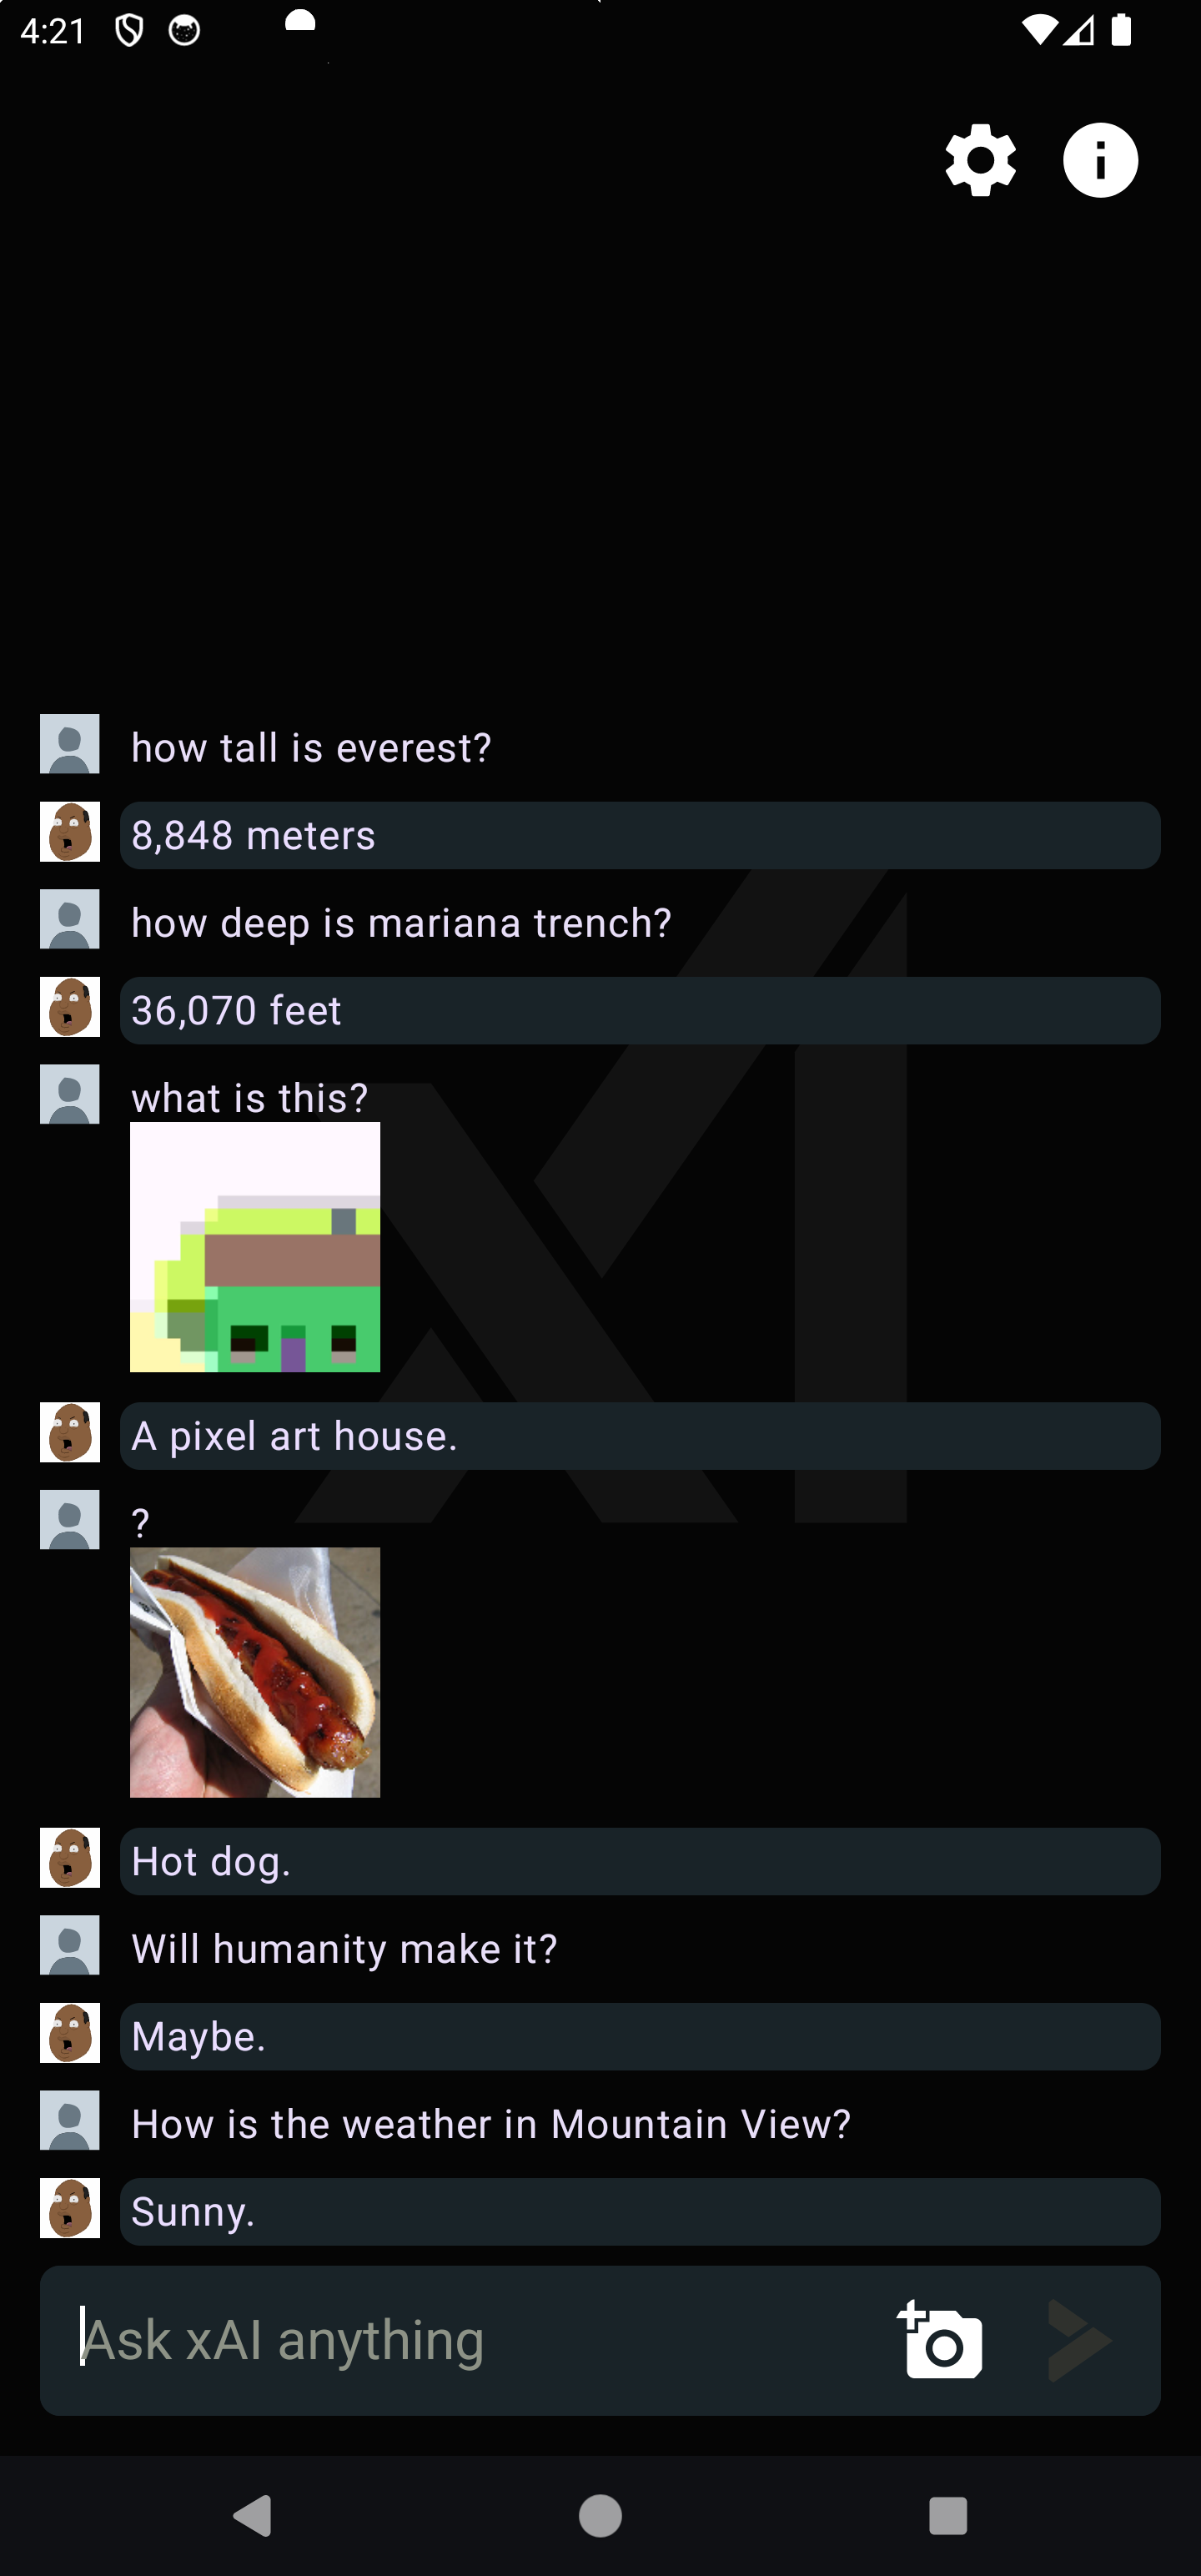 4:21
how tall is everest?
8,848 meters
how deep is mariana trench?
36,070 feet
what is this?
A pixel art house.
?
Hot dog.
Will humanity make it?
Maybe.
How is the weather in Mountain View?
Sunny.
Ask xAI anything